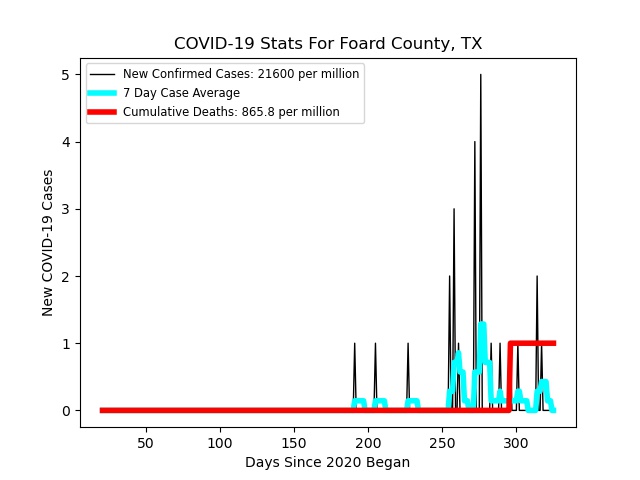 COVID-19 Stats For Foard County, TX
New Confirmed Cases: 21600 per million
7 Day Case Average
Cumulative Deaths: 865.8 per million
New COVID-19 Cases
5
4
3
2
1
0
50
100
150
200
250
300
Days Since 2020 Began